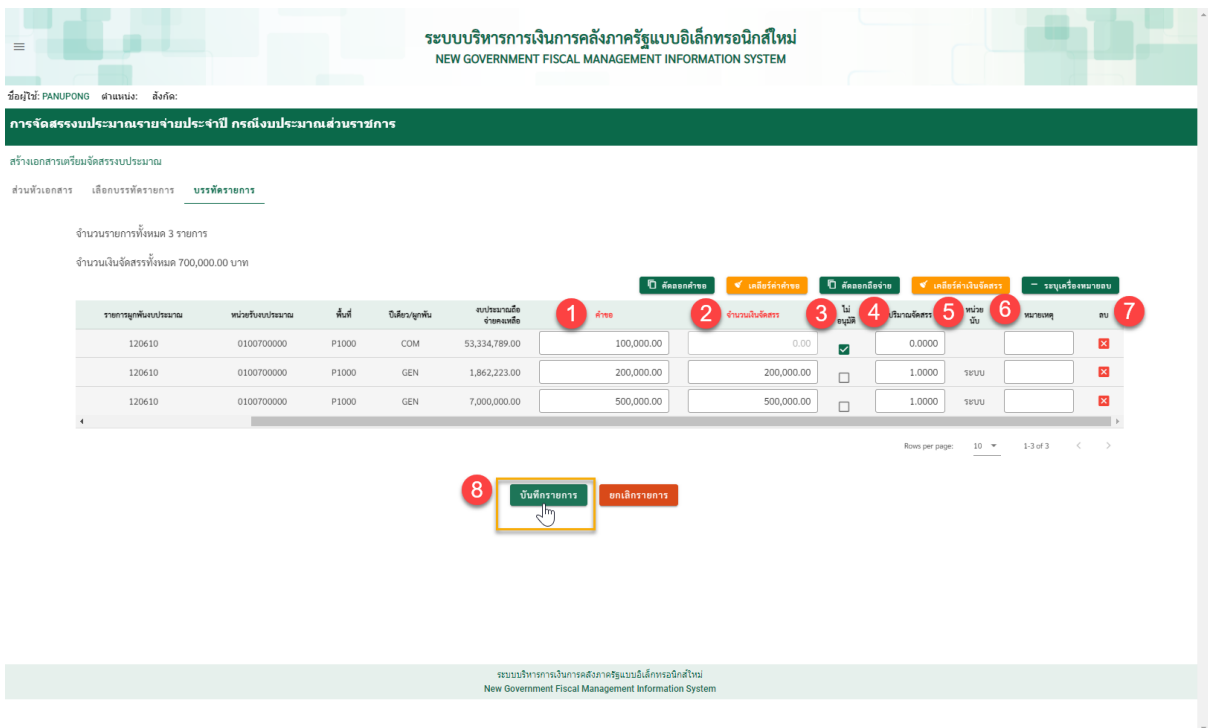 ระบบบริหารการเงินการคลังภาครัฐแบบอิเล็กทรอนิกส์ใหม่
NEW GOVERNMENT FISCAL MANAGEMENT INFORMATION SYSTEM
ชื่อผู้ใช้: PANUPONG ตำแหน่ง: สังกัด:
การจัดสรรงบประมาณรายจ่ายประจำปี กรณีงบประมาณส่วนราชการ
สร้างเอกสารเตรียมจัดสรรงบประมาณ
ส่วนหัวเอกสาร เลือกบรรทัดรายการ บรรทัดรายการ
จำนวนรายการทั้งหมด 3 รายการ
จำนวนเงินจัดสรรทั้งหมด 700,000.00 บาท
คัดลอกคำขอ เคลียร์ค่าคำขอ คัดลอกถือจ่าย เคลียร์ค่าเงินจัดสรร ระบุเครื่องหมายลบ
รายการผูกพันงบประมาณ หน่วยรับงบประมาณ พื้นที่ ปีเดียว/ผูกพัน งบประมาณถือจ่ายคงเหลือ 1 คำขอ 2 จำนวนเงินจัดสรร 3 ไม่อนุมัติ 4 ปริมาณจัดสรร 5 หน่วยนับ 6 หมายเหตุ ลบ 7
120610 0100700000 P1000 COM 53,334,789.00 100,000.00 0.00 0.0000
120610 0100700000 P1000 GEN 1,862,223.00 200,000.00 200,000.00 1.0000 ระบบ
120610 0100700000 P1000 GEN 7,000,000.00 500,000.00 500,000.00 1.0000 ระบบ
Rows per page: 10 1-3 of 3
8 บันทึกรายการ ยกเลิกรายการ
ระบบบริหารการเงินการคลังภาครัฐแบบอิเล็กทรอนิกส์ใหม่
New Government Fiscal Management Information System